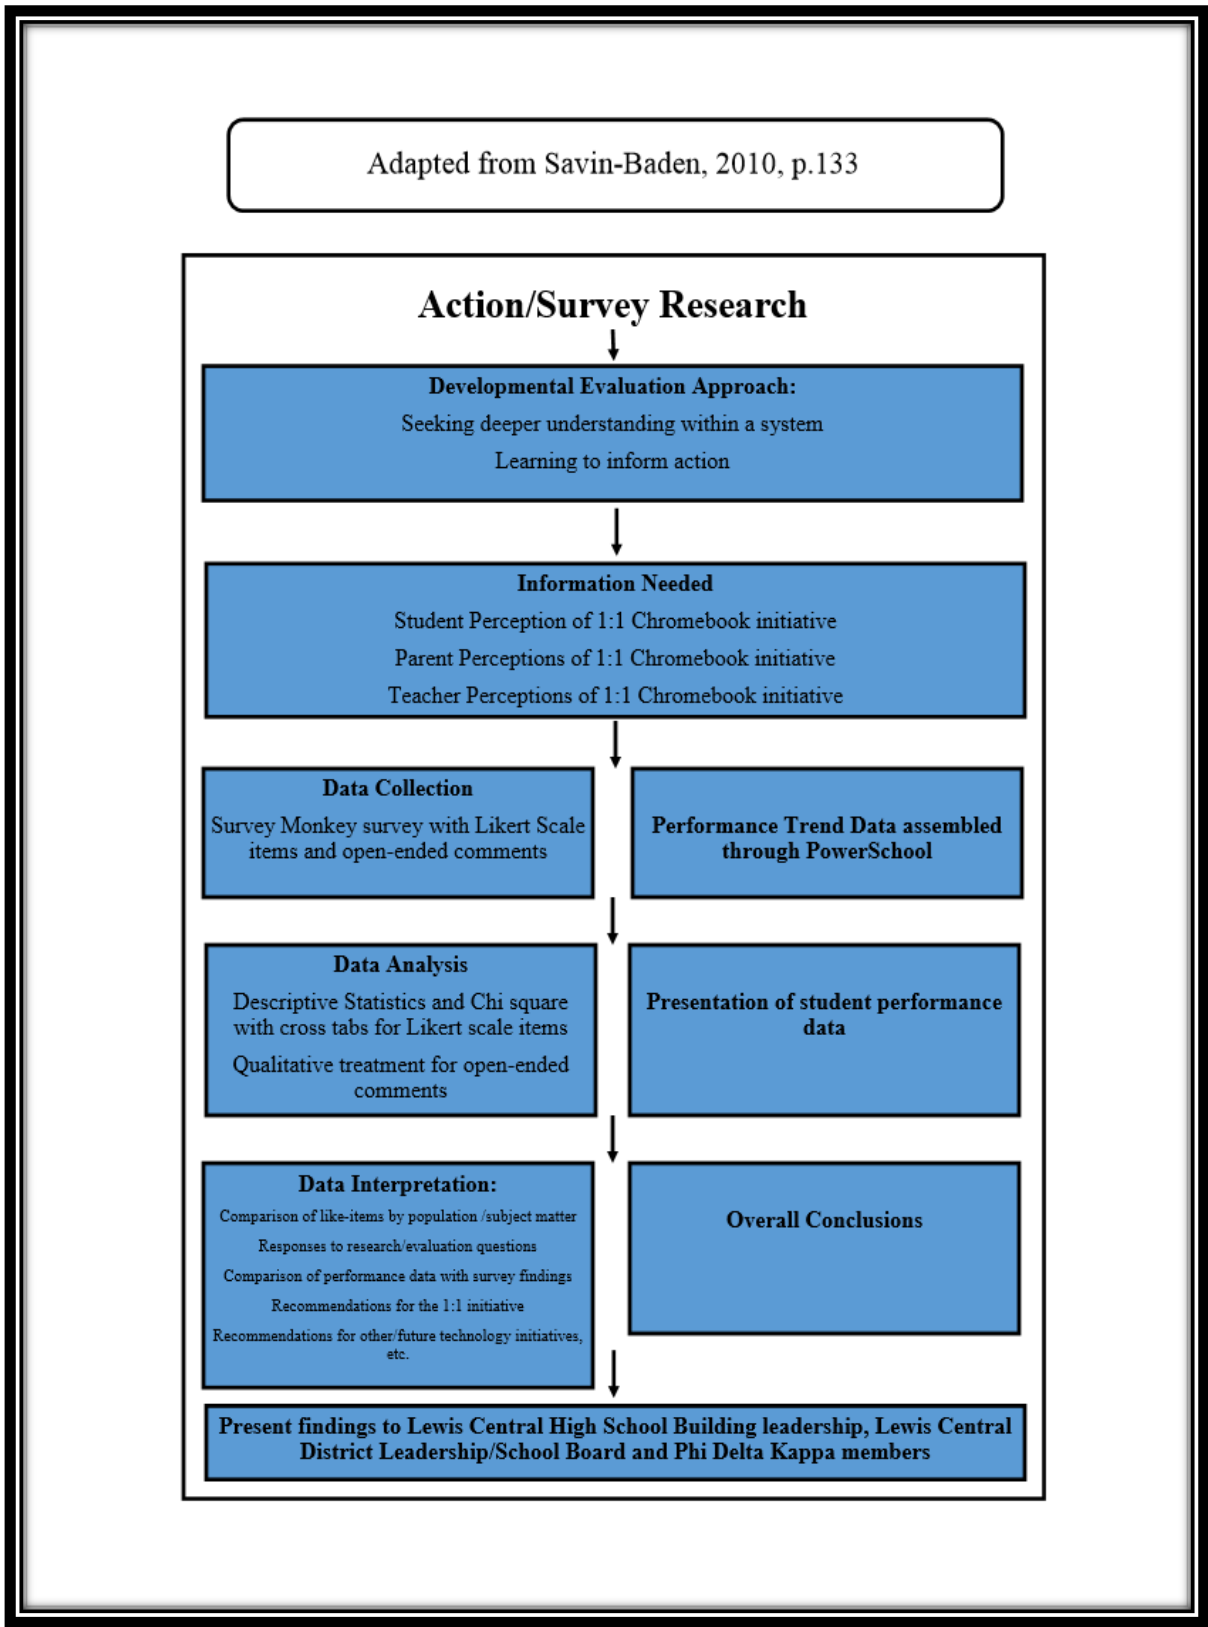 Adapted from Savin-Baden, 2010, p.133
Action/Survey Research
Developmental Evaluation Approach:
Seeking deeper understanding within a system
Learning to inform action
Information Needed
Student Perception of 1:1 Chromebook initiative
Parent Perceptions of 1:1 Chromebook initiative
Teacher Perceptions of 1:1 Chromebook initiative
Data Collection
Survey Monkey survey with Likert Scale
items and open-ended comments
Performance Trend Data assembled
through PowerSchool
Data Analysis
Descriptive Statistics and Chi square
with cross tabs for Likert scale items
Qualitative treatment for open-ended
comments
Presentation of student performance
data
Data Interpretation:
Comparison of like-items by population /subject matter
Responses to research/evaluation questions
Comparison of performance data with survey findings
Recommendations for the 1:1 initiative
Recommendations for other/future technology initiatives,
etc.
Overall Conclusions
Present findings to Lewis Central High School Building leadership, Lewis Central
District Leadership/School Board and Phi Delta Kappa members